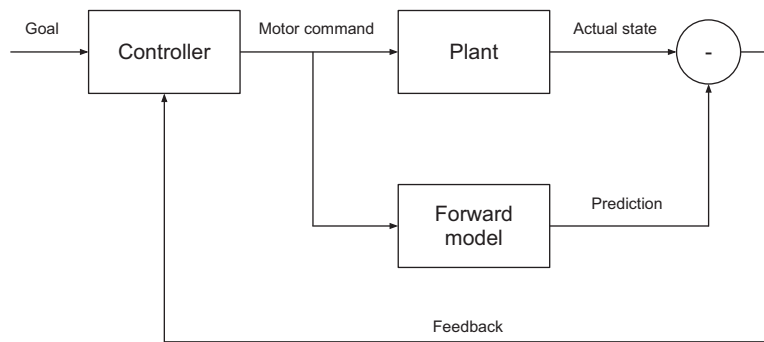 Goal
Controller
Motor command
Plant
Actual state
-
Forward
model
Prediction
Feedback